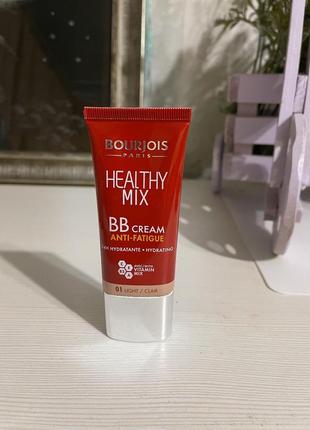 BOURJOIS
PARIS
HEALTHY
MIX
BB CREAM
ANTI-FATIGUE
HYDRATANTE • HYDRATING
VITAMIN
MIX
01 LIGHT / CLAIR